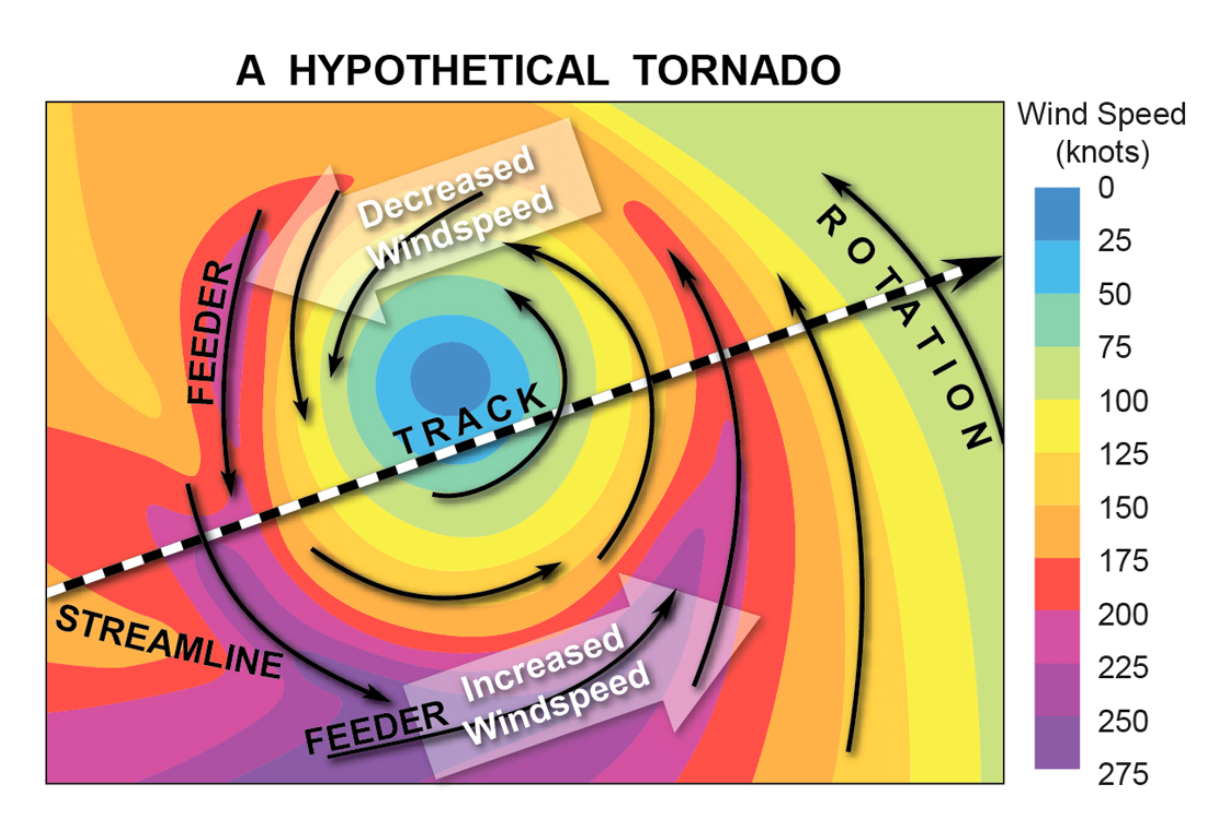 A HYPOTHETICAL TORNADO
Wind Speed
(knots)
0
25
50
75
100
125
150
175
200
225
250
275
Decreased
Windspeed
ROTATION
FEEDER
TRACK
STREAMLINE
Increased
Windspeed
FEEDER